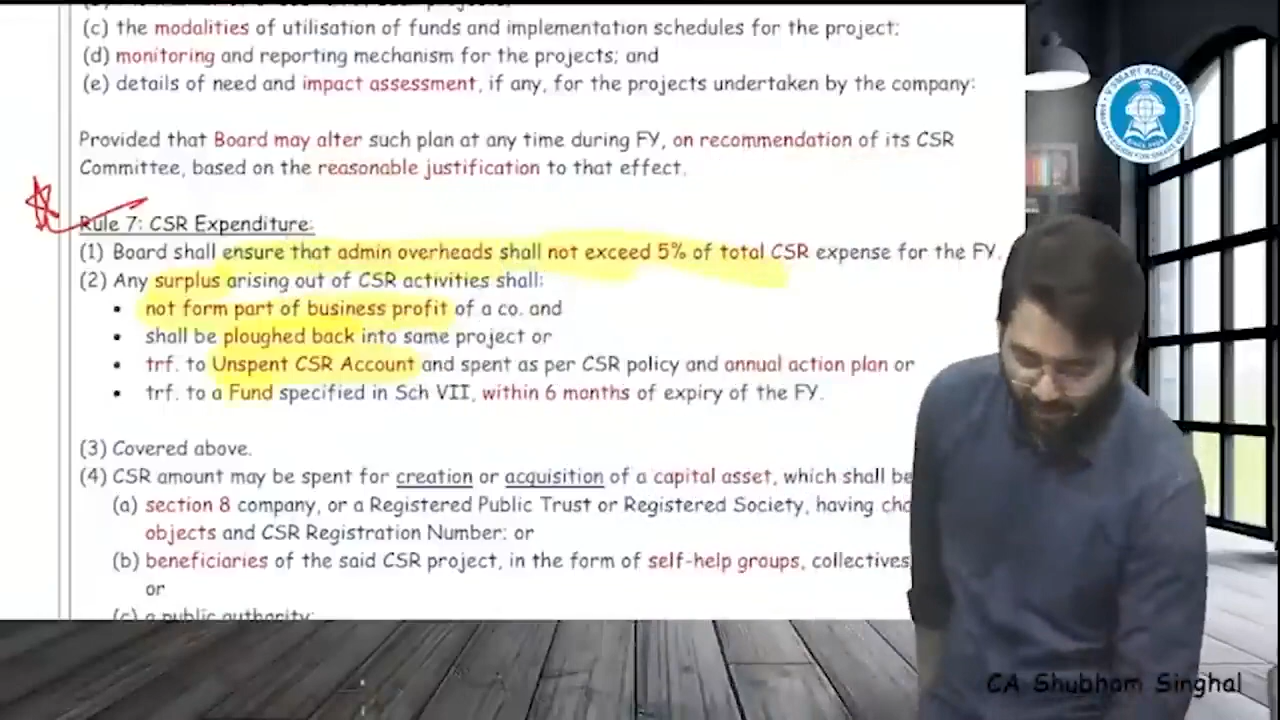 (c) the modalities of utilisation of funds and implementation schedules for the project;
(d) monitoring and reporting mechanism for the projects; and
(e) details of need and impact assessment, if any, for the projects undertaken by the company:
Provided that Board may alter such plan at any time during FY, on recommendation of its CSR
Committee, based on the reasonable justification to that effect.
Rule 7: CSR Expenditure:
(1) Board shall ensure that admin overheads shall not exceed 5% of total CSR expense for the FY.
(2) Any surplus arising out of CSR activities shall:
• not form part of business profit of a co. and
• shall be ploughed back into same project or
• trf. to Unspent CSR Account and spent as per CSR policy and annual action plan or
• trf. to a Fund specified in Sch VII, within 6 months of expiry of the FY.
(3) Covered above.
(4) CSR amount may be spent for creation or acquisition of a capital asset, which shall be
(a) section 8 company, or a Registered Public Trust or Registered Society, having
objects and CSR Registration Number; or
(b) beneficiaries of the said CSR project, in the form of self-help groups, collectives,
or
(c) a public authority:
V SMART ACADEMY
CA Shubham Singhal